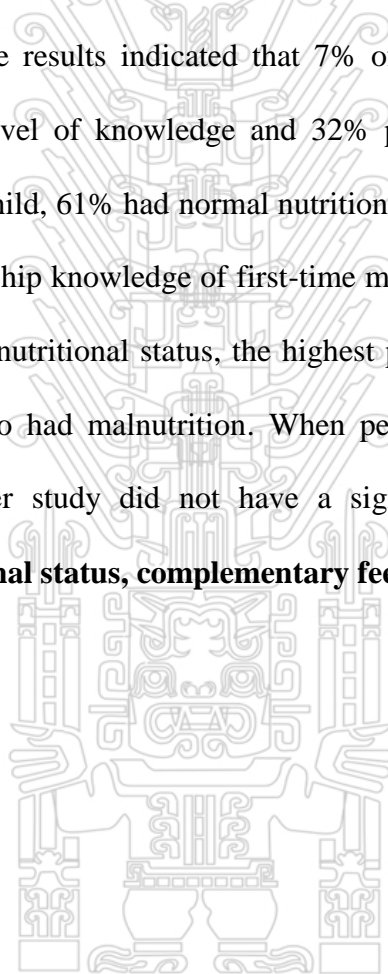 e results indicated that 7% o
vel of knowledge and 32% p
hild, 61% had normal nutrition
hip knowledge of first-time m
nutritional status, the highest p
o had malnutrition. When pe
er study did not have a sig
nal status, complementary fee